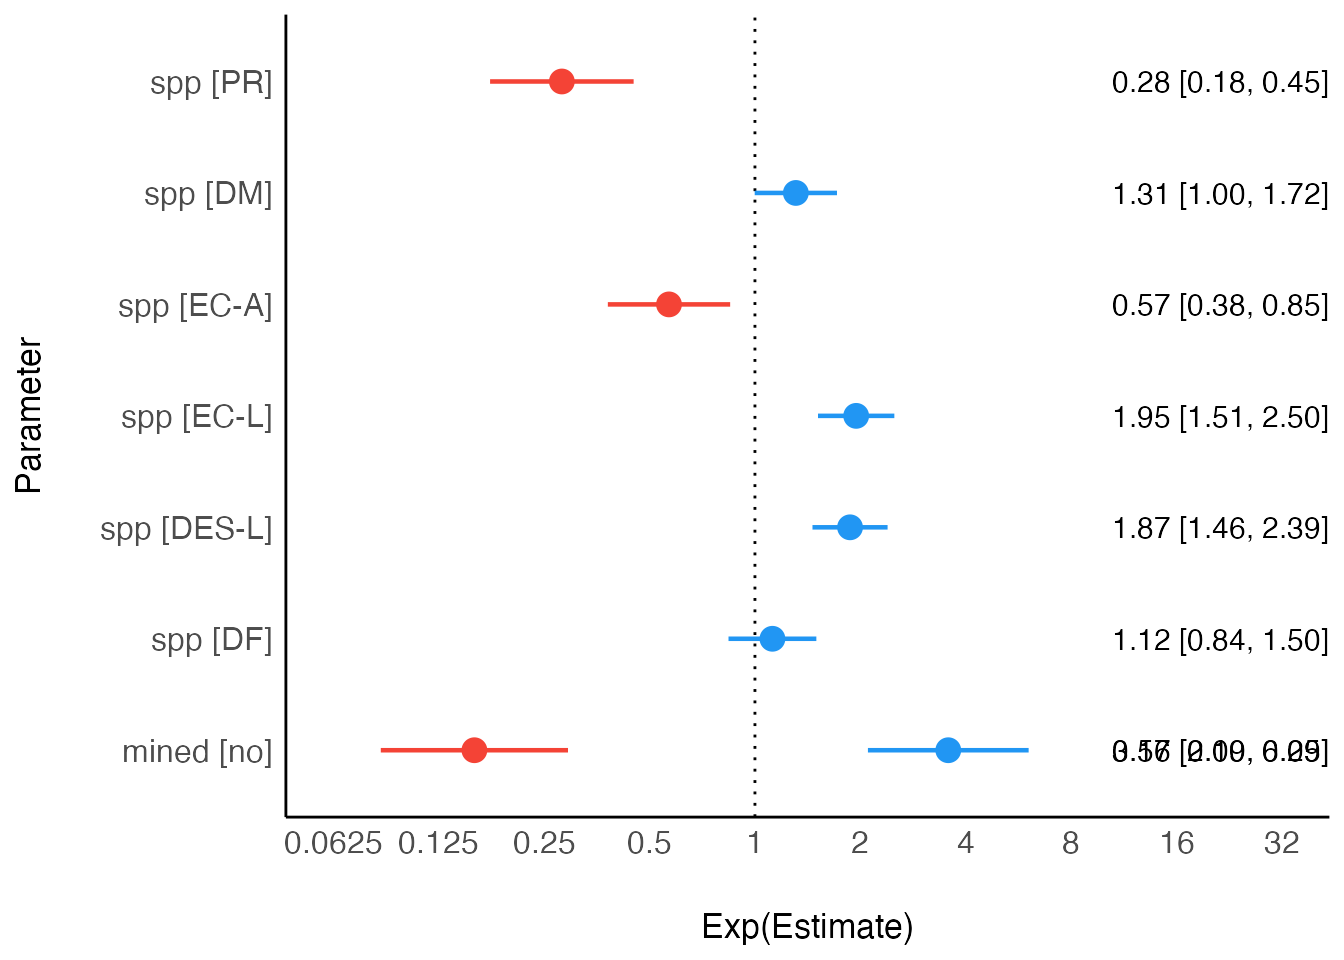 spp [PR]
0.28 [0.18, 0.45]
spp [DM]
1.31 [1.00, 1.72]
spp [EC-A]
0.57 [0.38, 0.85]
spp [EC-L]
1.95 [1.51, 2.50]
spp [DES-L]
1.87 [1.46, 2.39]
spp [DF]
1.12 [0.84, 1.50]
mined [no]
Parameter
0.0625 0.125 0.25 0.5 1 2 4 8 16 32
Exp(Estimate)